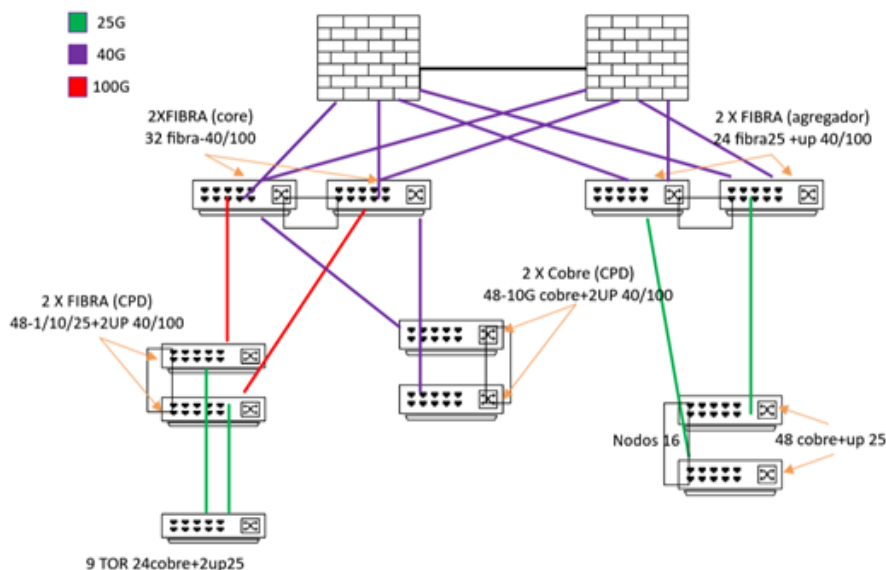 25G
40G
100G
2XFIBRA (core)
32 fibra-40/100
2 X FIBRA (agregador)
24 fibra25 +up 40/100
2 X FIBRA (CPD)
48-1/10/25+2UP 40/100
2 X Cobre (CPD)
48-10G cobre+2UP 40/100
Nodos 16
48 cobre+up 25
9 TOR 24cobre+2up25